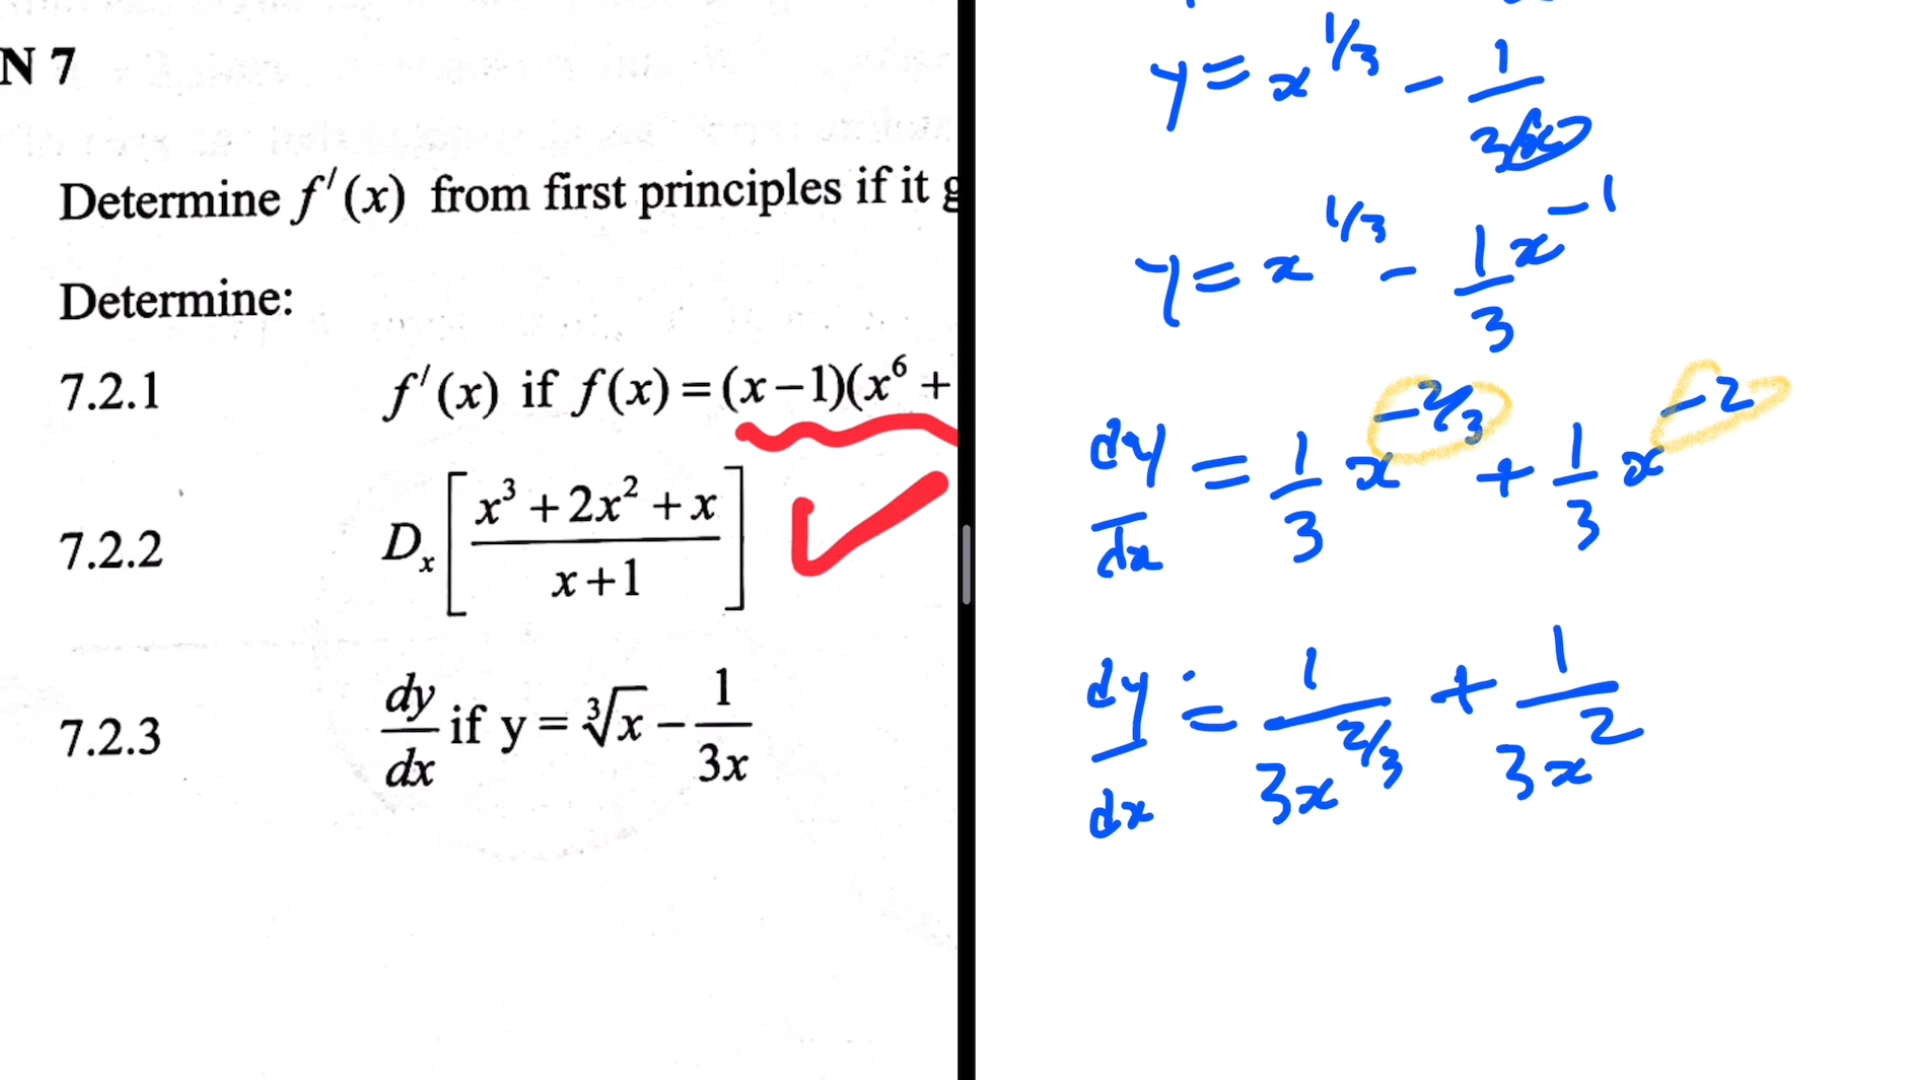 N 7
Determine f′(x) from first principles if it g
Determine:
7.2.1 f′(x) if f(x) = (x−1)(x⁶ +
7.2.2 Dₓ [ (x³ + 2x² + x) / (x+1) ]
7.2.3 dy/dx if y = ∛x − 1/3x
y = x^(1/3) − 1/3(x)
y = x^(1/3) − 1/3 x^(−1)
dy/dx = 1/3 x^(−2/3) + 1/3 x^(−2)
dy/dx = 1/(3x^(2/3)) + 1/(3x²)